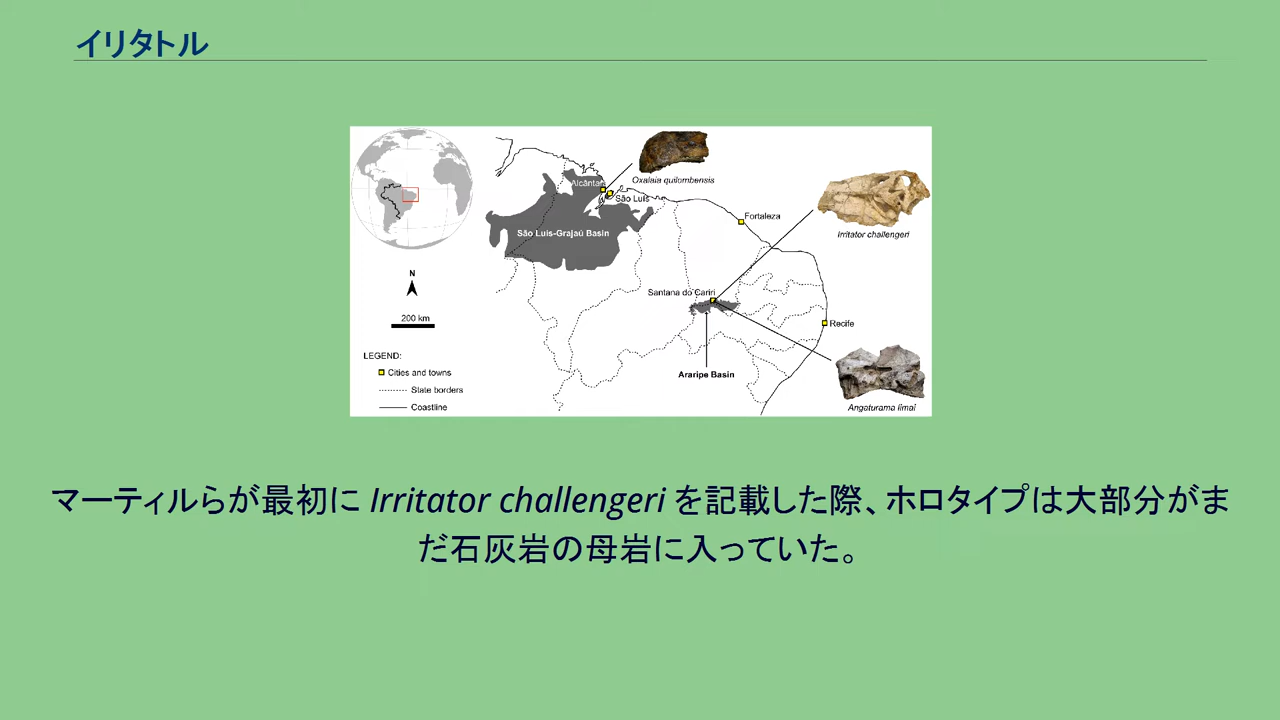 イリタトル
Oxalaia quilombensis
Alcântara
São Luís
São Luís-Grajaú Basin
Fortaleza
Irritator challengeri
N
200 km
Santana do Cariri
Recife
LEGEND:
Cities and towns
State borders
Coastline
Araripe Basin
Angaturama limai
マーティルらが最初に Irritator challengeri を記載した際、ホロタイプは大部分がま
だ石灰岩の母岩に入っていた。